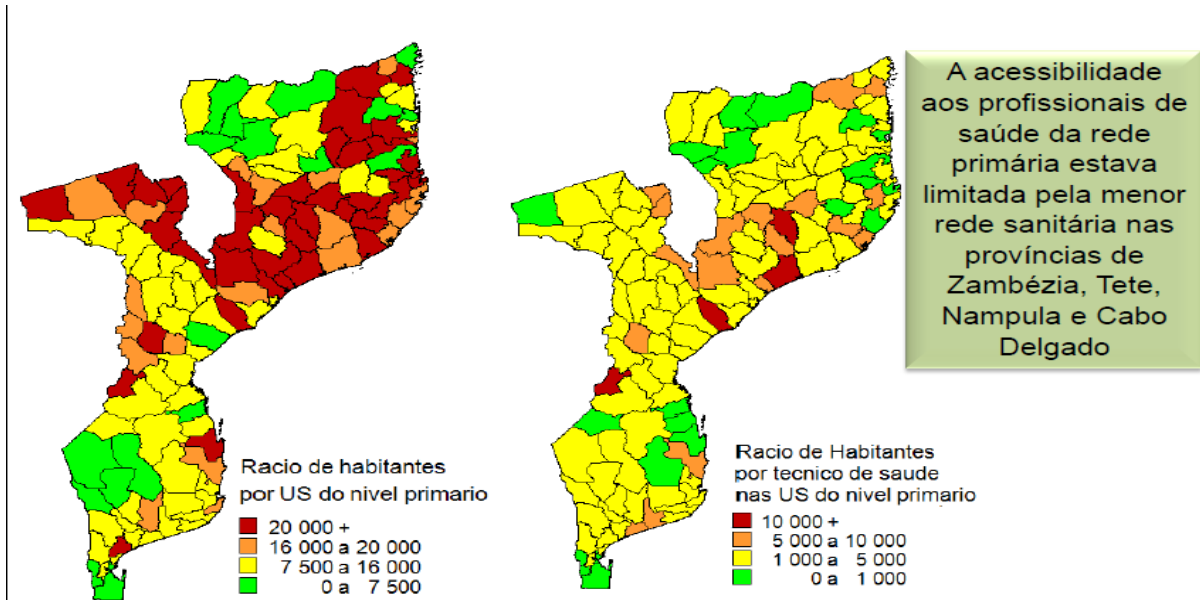 A acessibilidade
aos profissionais de
saúde da rede
primária estava
limitada pela menor
rede sanitária nas
províncias de
Zambézia, Tete,
Nampula e Cabo
Delgado
Racio de habitantes
por US do nivel primario
20 000 +
16 000 a 20 000
7 500 a 16 000
0 a 7 500
Racio de Habitantes
por tecnico de saude
nas US do nivel primario
10 000 +
5 000 a 10 000
1 000 a 5 000
0 a 1 000